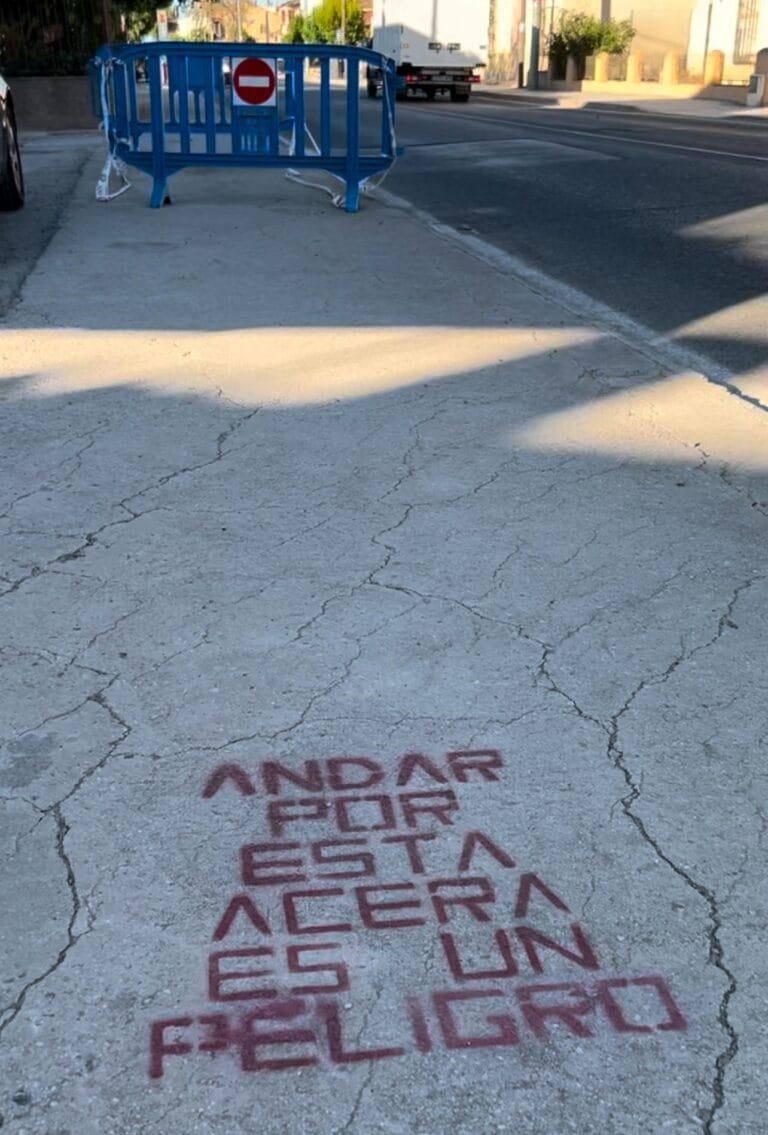 ANDAR
POR
ESTA
ACERA
ES UN
PELIGRO